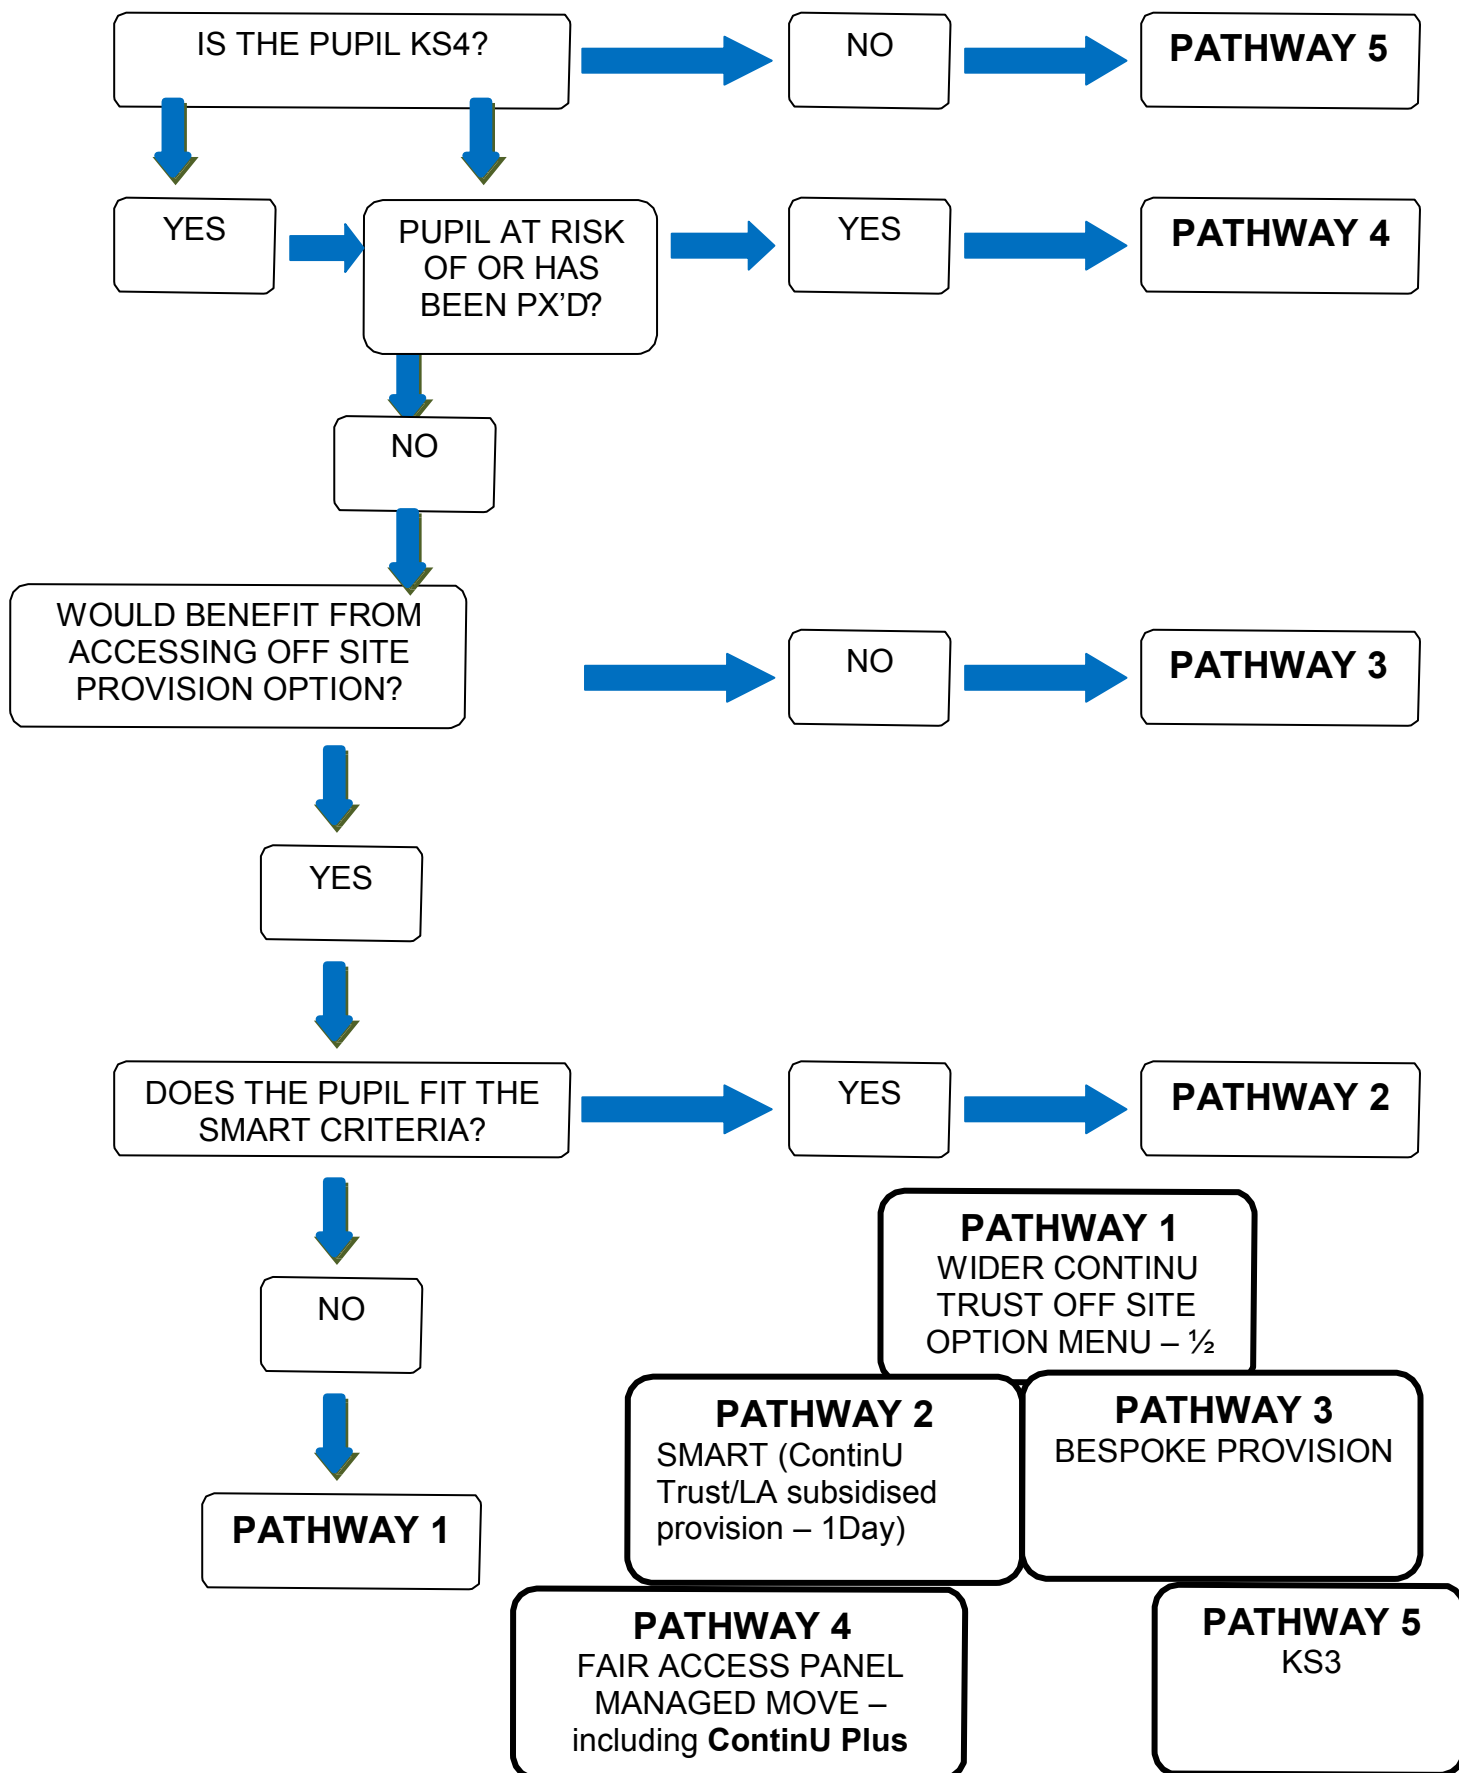 IS THE PUPIL KS4?
NO
PATHWAY 5
YES
PUPIL AT RISK
OF OR HAS
BEEN PX'D?
YES
PATHWAY 4
NO
WOULD BENEFIT FROM
ACCESSING OFF SITE
PROVISION OPTION?
NO
PATHWAY 3
YES
DOES THE PUPIL FIT THE
SMART CRITERIA?
YES
PATHWAY 2
NO
PATHWAY 1
PATHWAY 1
WIDER CONTINU
TRUST OFF SITE
OPTION MENU – ½
PATHWAY 2
SMART (ContinU
Trust/LA subsidised
provision – 1Day)
PATHWAY 3
BESPOKE PROVISION
PATHWAY 4
FAIR ACCESS PANEL
MANAGED MOVE –
including ContinU Plus
PATHWAY 5
KS3